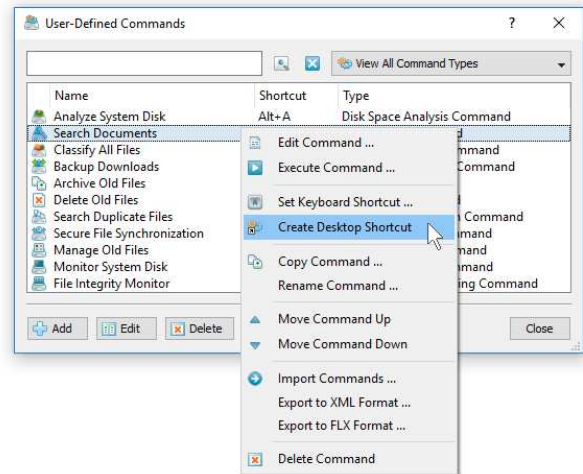 User-Defined Commands
?
View All Command Types
Name Shortcut Type
Analyze System Disk Alt+A Disk Space Analysis Command
Search Documents
Classify All Files
Backup Downloads Command
Archive Old Files
Delete Old Files
Search Duplicate Files Command
Secure File Synchronization
Manage Old Files
Monitor System Disk
File Integrity Monitor Command
Edit Command ...
Execute Command ...
Set Keyboard Shortcut ...
Create Desktop Shortcut
Copy Command ...
Rename Command ...
Move Command Up
Move Command Down
Import Commands ...
Export to XML Format ...
Export to FLX Format ...
Delete Command
Add Edit Delete Close